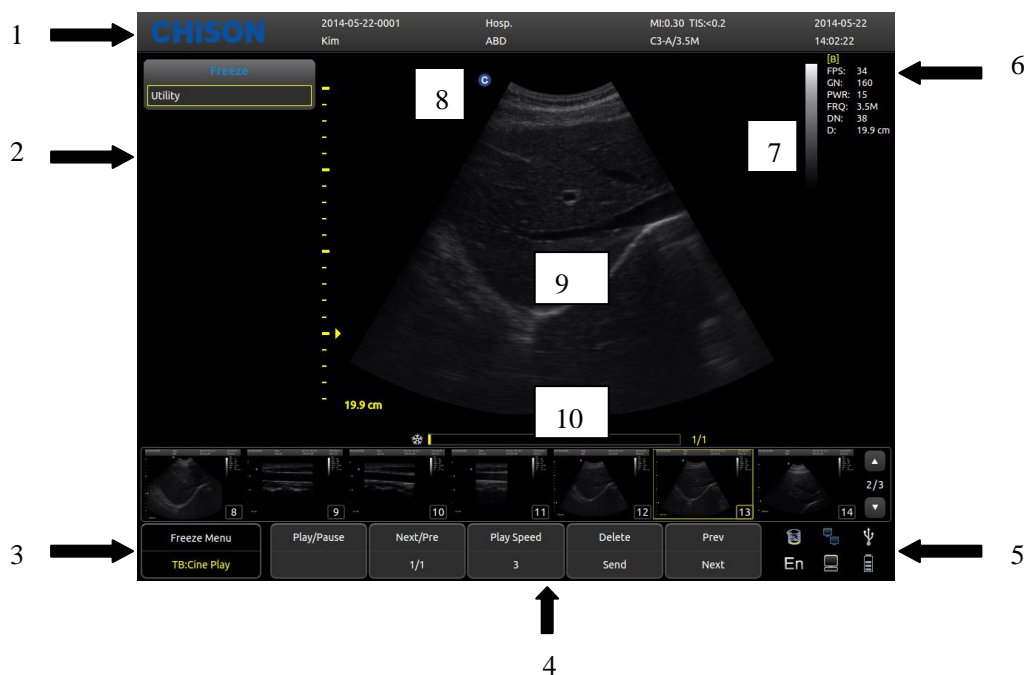 CHISON 2014-05-22-0001 Hosp. MI:0.30 TIS:<0.2 2014-05-22
Kim ABD C3-A/3.5M 14:02:22
1
6
Freeze
Utility
[B]
FPS: 34
GN: 160
PWR: 15
FRQ: 3.5M
DN: 38
D: 19.9 cm
C
8
7
2
9
19.9 cm
10
1/1
8 9 10 11 12 13 14
2/3
3
Freeze Menu Play/Pause Next/Pre Play Speed Delete Prev
TB:Cine Play 1/1 3 Send Next En
5
4